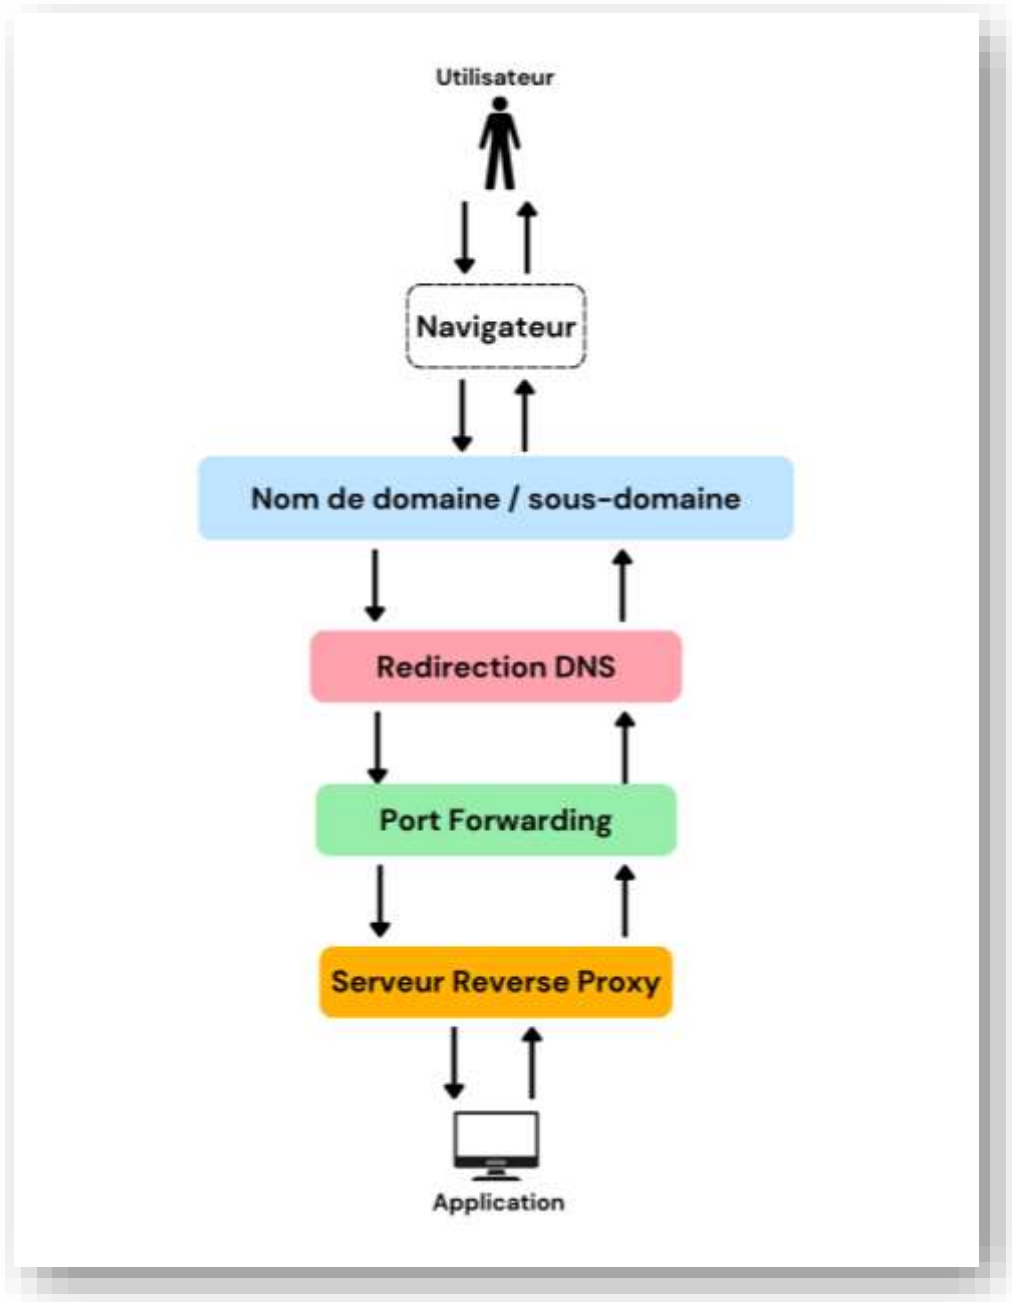 Utilisateur
Navigateur
Nom de domaine / sous-domaine
Redirection DNS
Port Forwarding
Serveur Reverse Proxy
Application